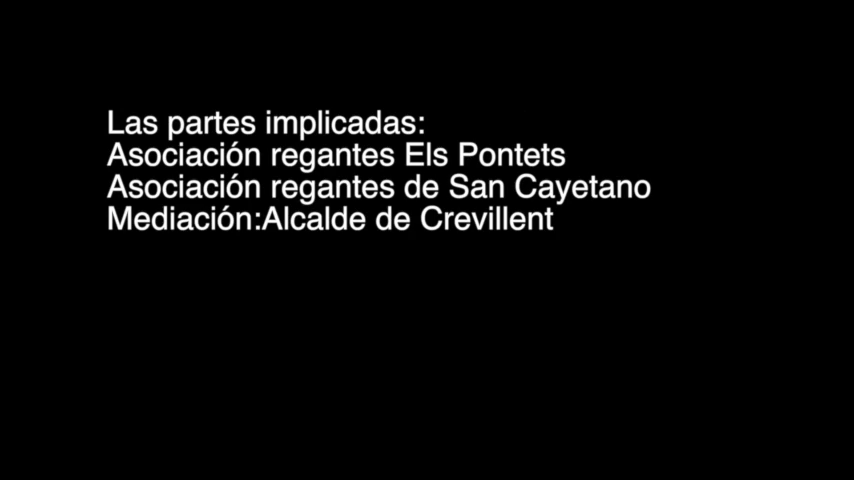 Las partes implicadas:
Asociación regantes Els Pontets
Asociación regantes de San Cayetano
Mediación:Alcalde de Crevillent